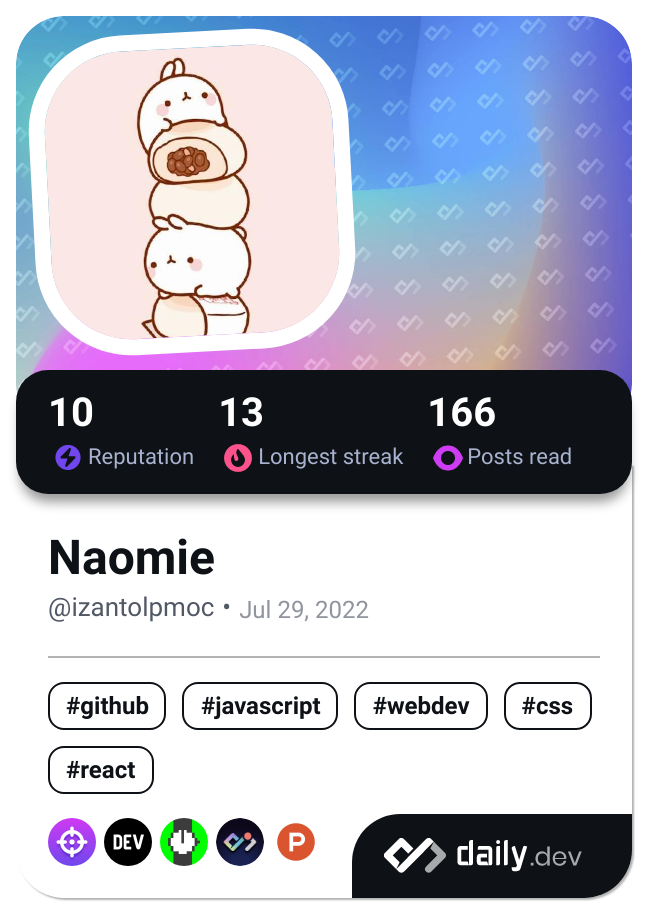 10 13 166
Reputation Longest streak Posts read
Naomie
@izantolpmoc • Jul 29, 2022
#github #javascript #webdev #css
#react
DEV P
daily.dev